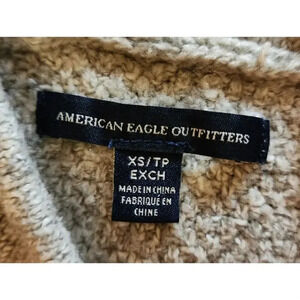 AMERICAN EAGLE OUTFITTERS
XS/TP
EXCH
MADE IN CHINA
FABRIQUÉ EN
CHINE